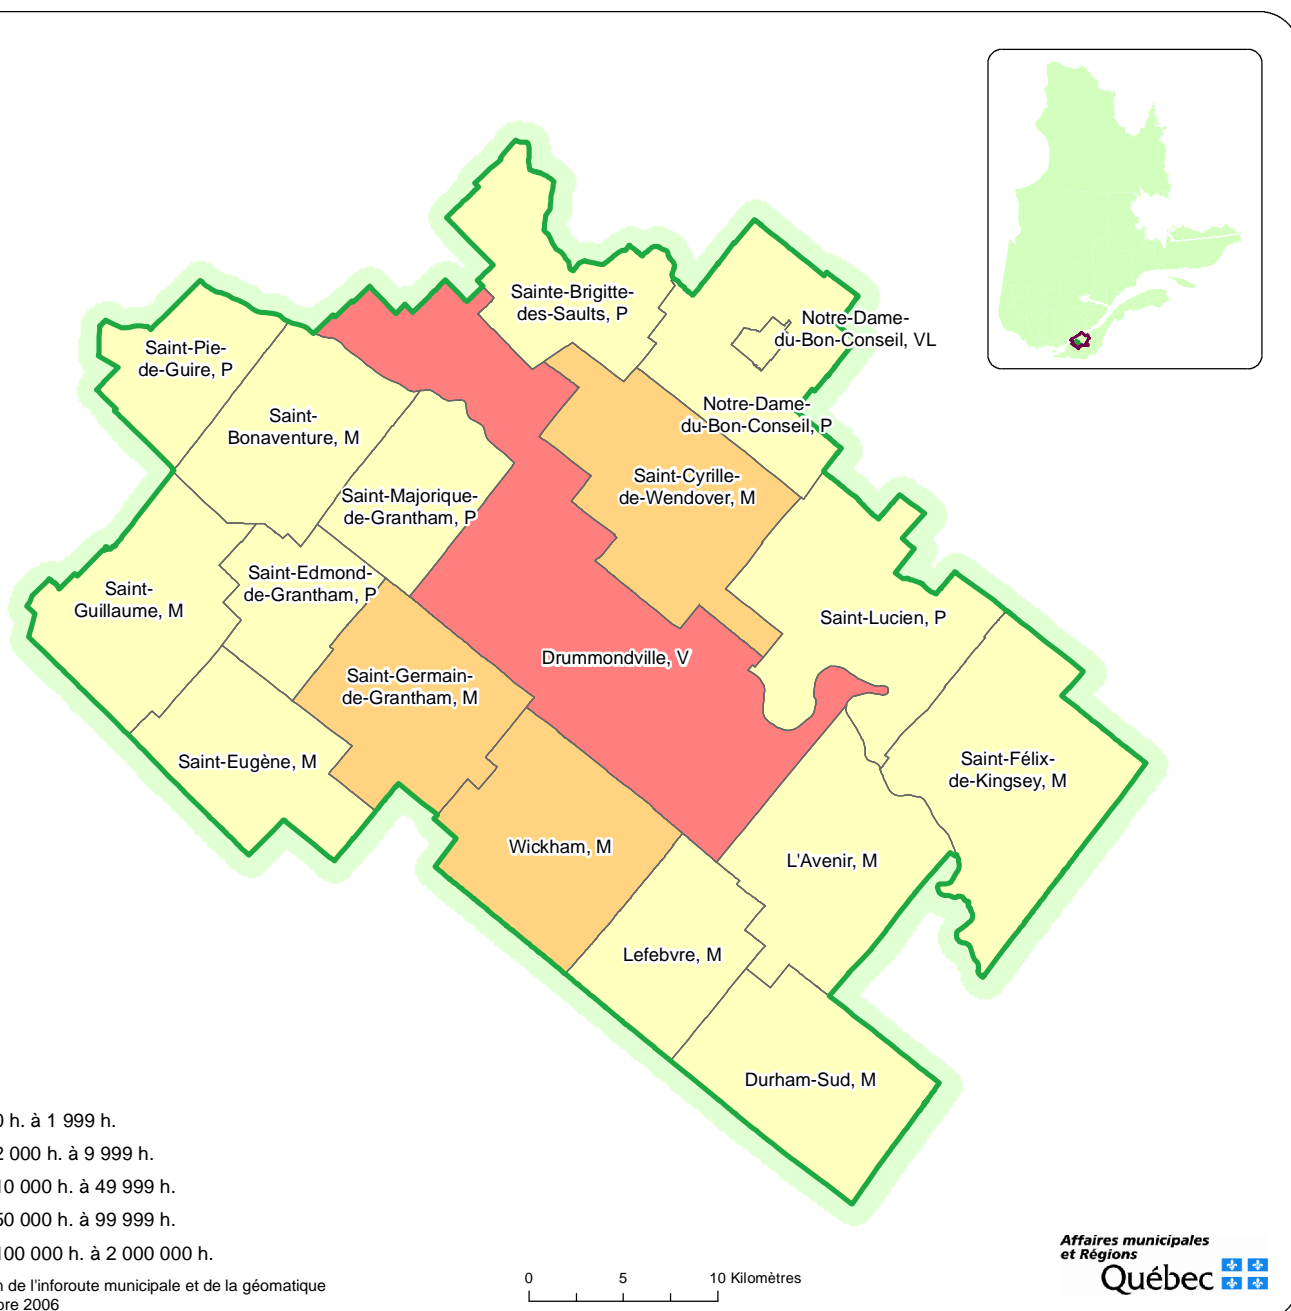 Sainte-Brigitte-
des-Saults, P
Notre-Dame-
du-Bon-Conseil, VL
Saint-Pie-
de-Guire, P
Notre-Dame-
du-Bon-Conseil, P
Saint-
Bonaventure, M
Saint-Cyrille-
de-Wendover, M
Saint-Majorique-
de-Grantham, P
Saint-Edmond-
de-Grantham, P
Saint-
Guillaume, M
Saint-Lucien, P
Drummondville, V
Saint-Germain-
de-Grantham, M
Saint-Eugène, M
Saint-Félix-
de-Kingsey, M
Wickham, M
L'Avenir, M
Lefebvre, M
Durham-Sud, M
0 h. à 1 999 h.
2 000 h. à 9 999 h.
10 000 h. à 49 999 h.
50 000 h. à 99 999 h.
100 000 h. à 2 000 000 h.
n de l'inforoute municipale et de la géomatique
bre 2006
0 5 10 Kilomètres
Affaires municipales
et Régions
Québec